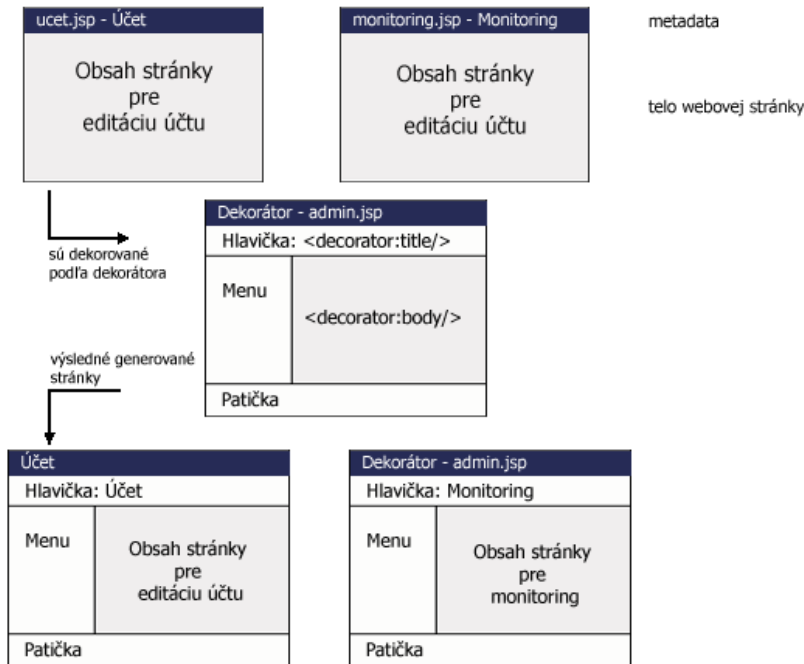 ucet.jsp - Účet
Obsah stránky
pre
editáciu účtu
monitoring.jsp - Monitoring
Obsah stránky
pre
editáciu účtu
metadata
telo webovej stránky
sú dekorované
podľa dekorátora
Dekorátor - admin.jsp
Hlavička: <decorator:title/>
Menu
<decorator:body/>
Patička
výsledné generované
stránky
Účet
Hlavička: Účet
Menu
Obsah stránky
pre
editáciu účtu
Patička
Dekorátor - admin.jsp
Hlavička: Monitoring
Menu
Obsah stránky
pre
monitoring
Patička